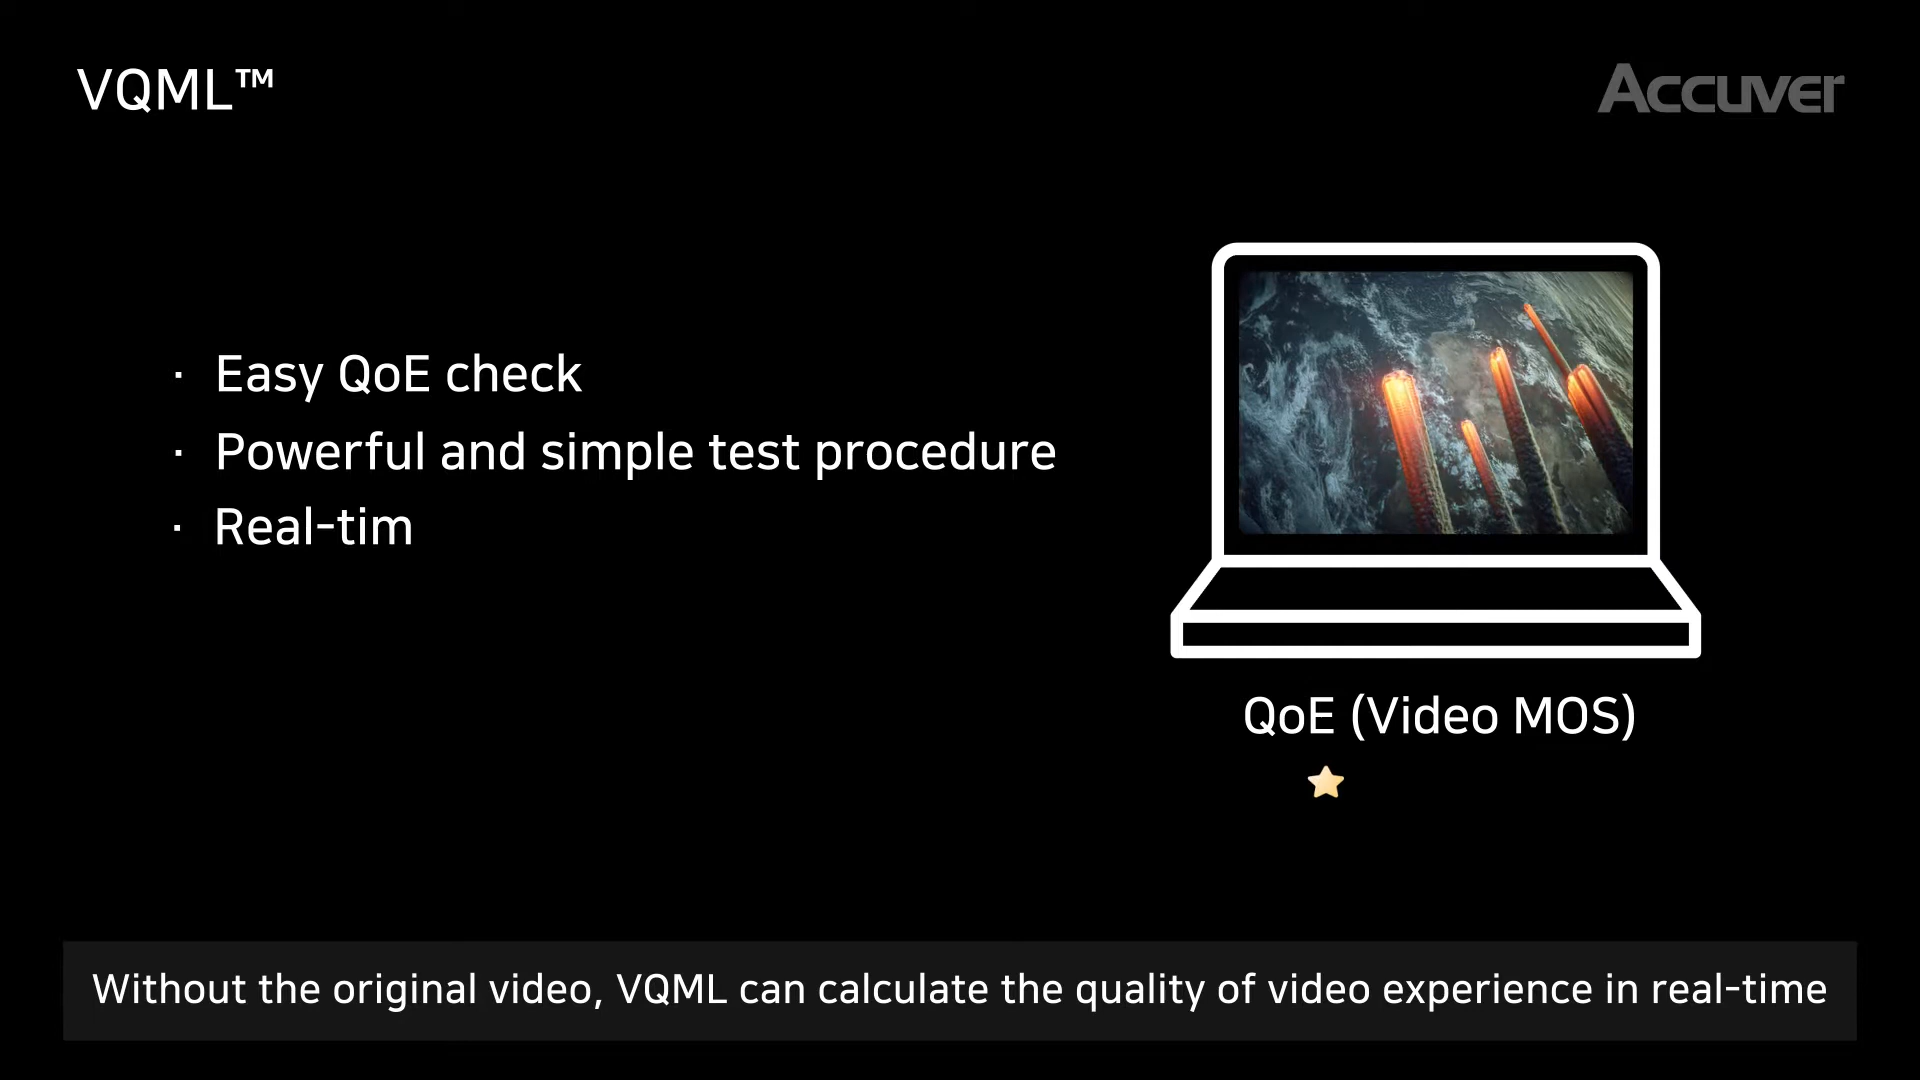 VQML™
Accuver
· Easy QoE check
· Powerful and simple test procedure
· Real-tim
QoE (Video MOS)
Without the original video, VQML can calculate the quality of video experience in real-time